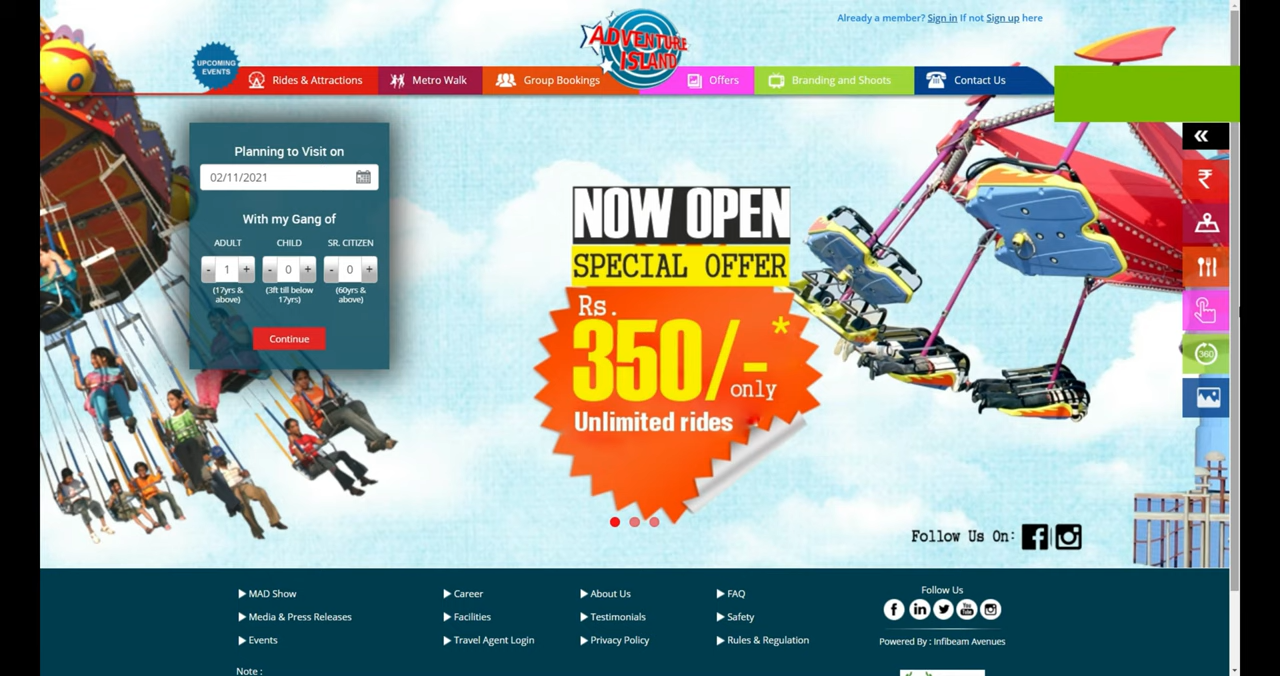 Already a member? Sign in If not Sign up here
ADVENTURE
ISLAND
UPCOMING
EVENTS
Rides & Attractions
Metro Walk
Group Bookings
Offers
Branding and Shoots
Contact Us
Planning to Visit on
02/11/2021
With my Gang of
ADULT CHILD SR. CITIZEN
- 1 + - 0 + - 0 +
(17yrs & above) (3ft till below 17yrs) (60yrs & above)
Continue
NOW OPEN
SPECIAL OFFER
Rs.
350/-*
only
Unlimited rides
«
₹
360
Follow Us On:
MAD Show
Media & Press Releases
Events
Career
Facilities
Travel Agent Login
About Us
Testimonials
Privacy Policy
FAQ
Safety
Rules & Regulation
Follow Us
You Tube
Powered By : Infibeam Avenues
Note :